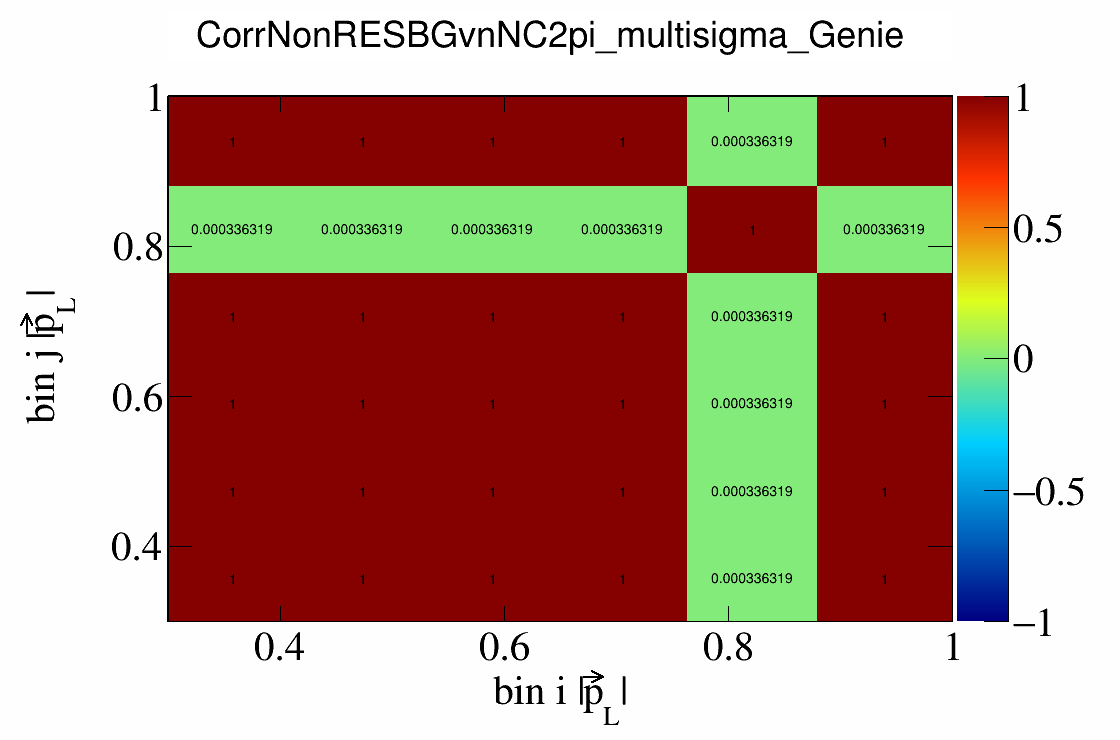 CorrNonRESBGvnNC2pi_multisigma_Genie
1
1 1 1 1 0.000336319 1
0.000336319 0.000336319 0.000336319 0.000336319 1 0.000336319
0.8
1 1 1 1 0.000336319 1
0.6
1 1 1 1 0.000336319 1
1 1 1 1 0.000336319 1
0.4
1 1 1 1 0.000336319 1
bin j |p⃗_L|
0.4 0.6 0.8 1
bin i |p⃗_L|
1
0.5
0
−0.5
−1